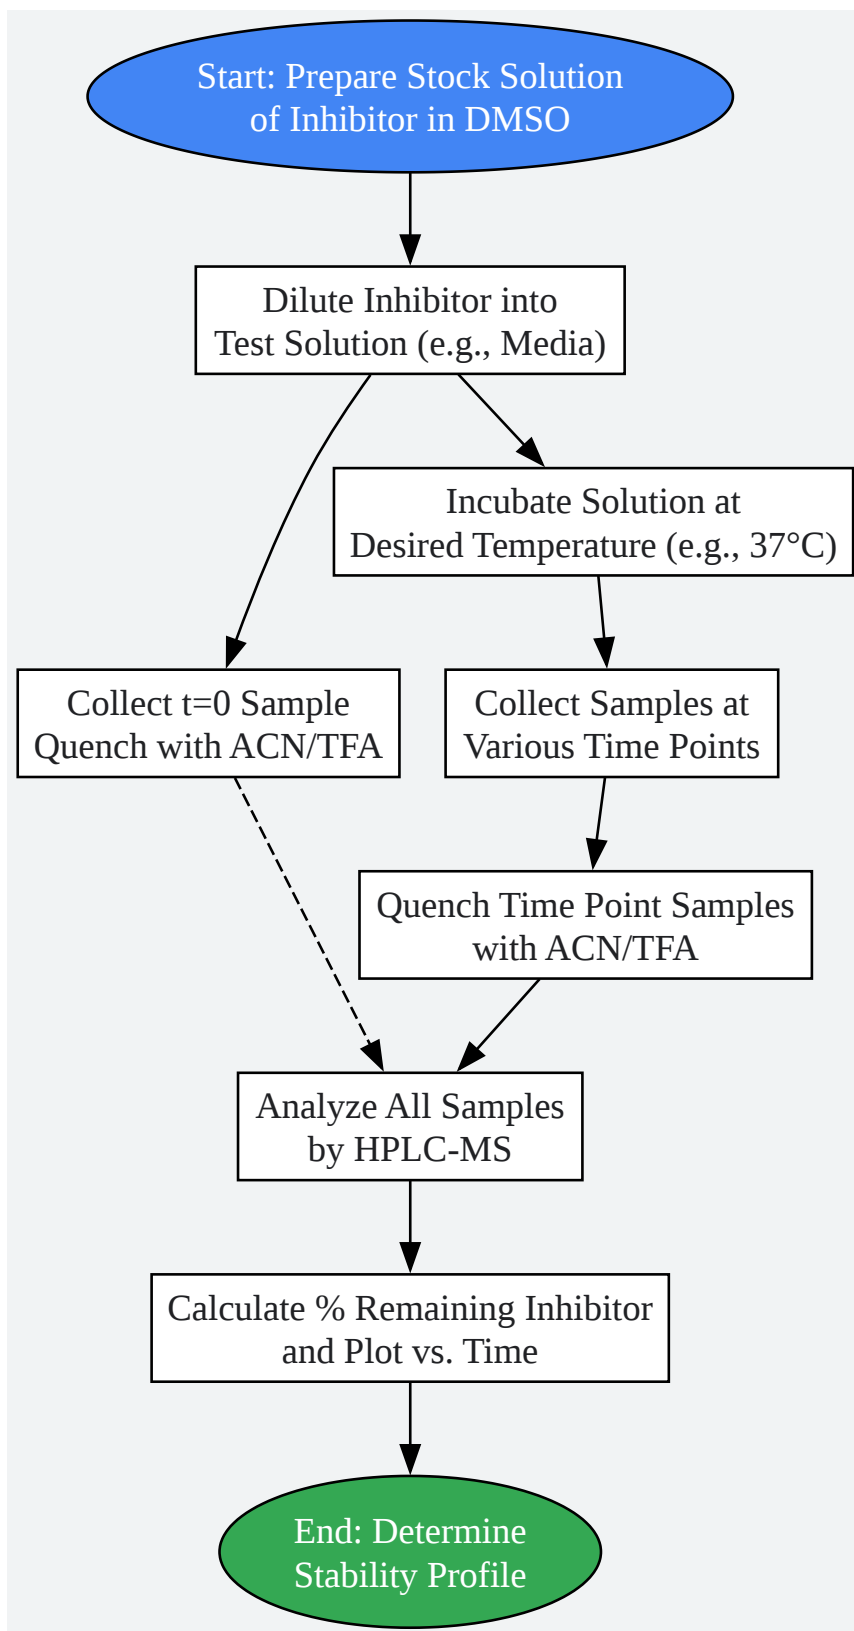 Start: Prepare Stock Solution
of Inhibitor in DMSO
Dilute Inhibitor into
Test Solution (e.g., Media)
Incubate Solution at
Desired Temperature (e.g., 37°C)
Collect t=0 Sample
Quench with ACN/TFA
Collect Samples at
Various Time Points
Quench Time Point Samples
with ACN/TFA
Analyze All Samples
by HPLC-MS
Calculate % Remaining Inhibitor
and Plot vs. Time
End: Determine
Stability Profile